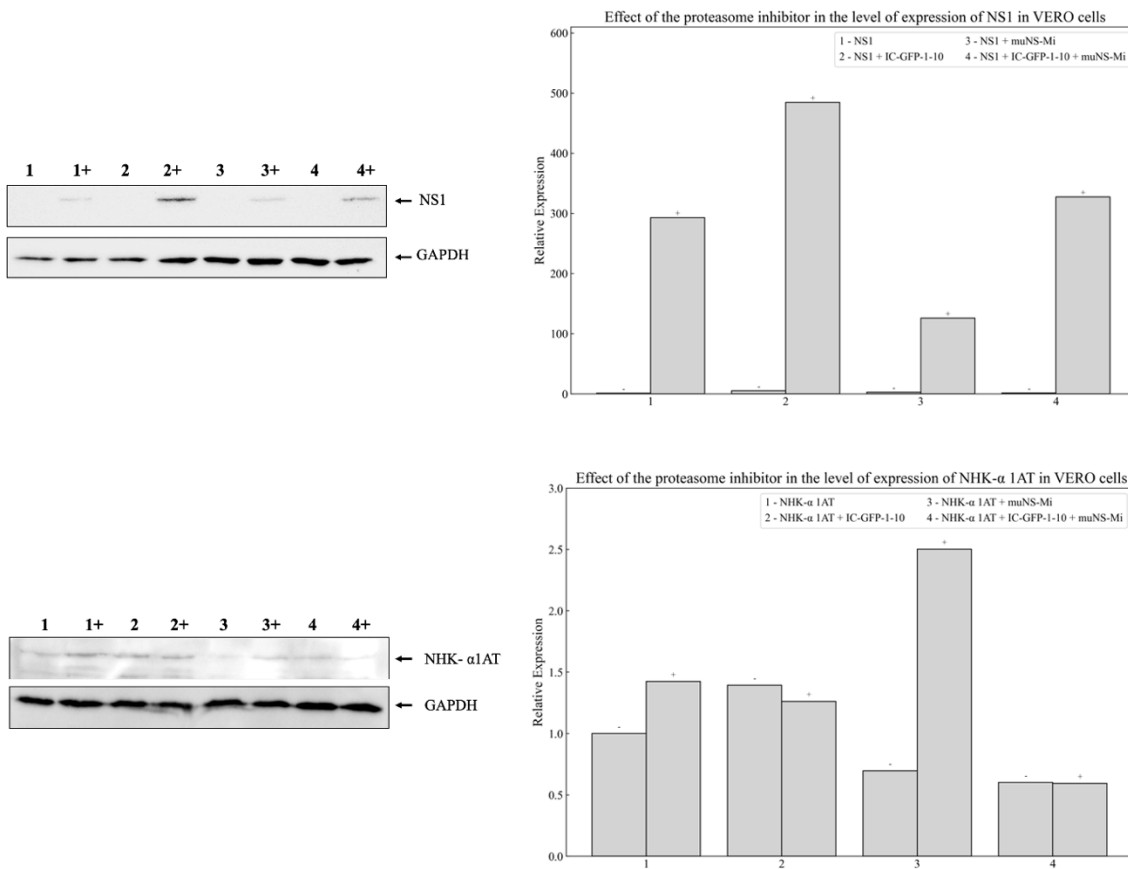 1 1+ 2 2+ 3 3+ 4 4+
NS1
GAPDH
Effect of the proteasome inhibitor in the level of expression of NS1 in VERO cells
1 - NS1
2 - NS1 + IC-GFP-1-10
3 - NS1 + muNS-Mi
4 - NS1 + IC-GFP-1-10 + muNS-Mi
Relative Expression
600
500
400
300
200
100
0
- + - + - + - +
1 2 3 4
1 1+ 2 2+ 3 3+ 4 4+
NHK- α1AT
GAPDH
Effect of the proteasome inhibitor in the level of expression of NHK-α 1AT in VERO cells
1 - NHK-α 1AT
2 - NHK-α 1AT + IC-GFP-1-10
3 - NHK-α 1AT + muNS-Mi
4 - NHK-α 1AT + IC-GFP-1-10 + muNS-Mi
Relative Expression
3.0
2.5
2.0
1.5
1.0
0.5
0.0
- + - + - + - +
1 2 3 4